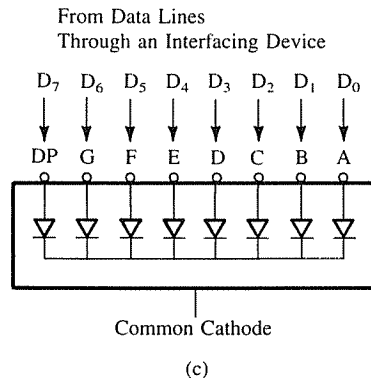 From Data Lines
Through an Interfacing Device
D7 D6 D5 D4 D3 D2 D1 D0
DP G F E D C B A
Common Cathode
(c)